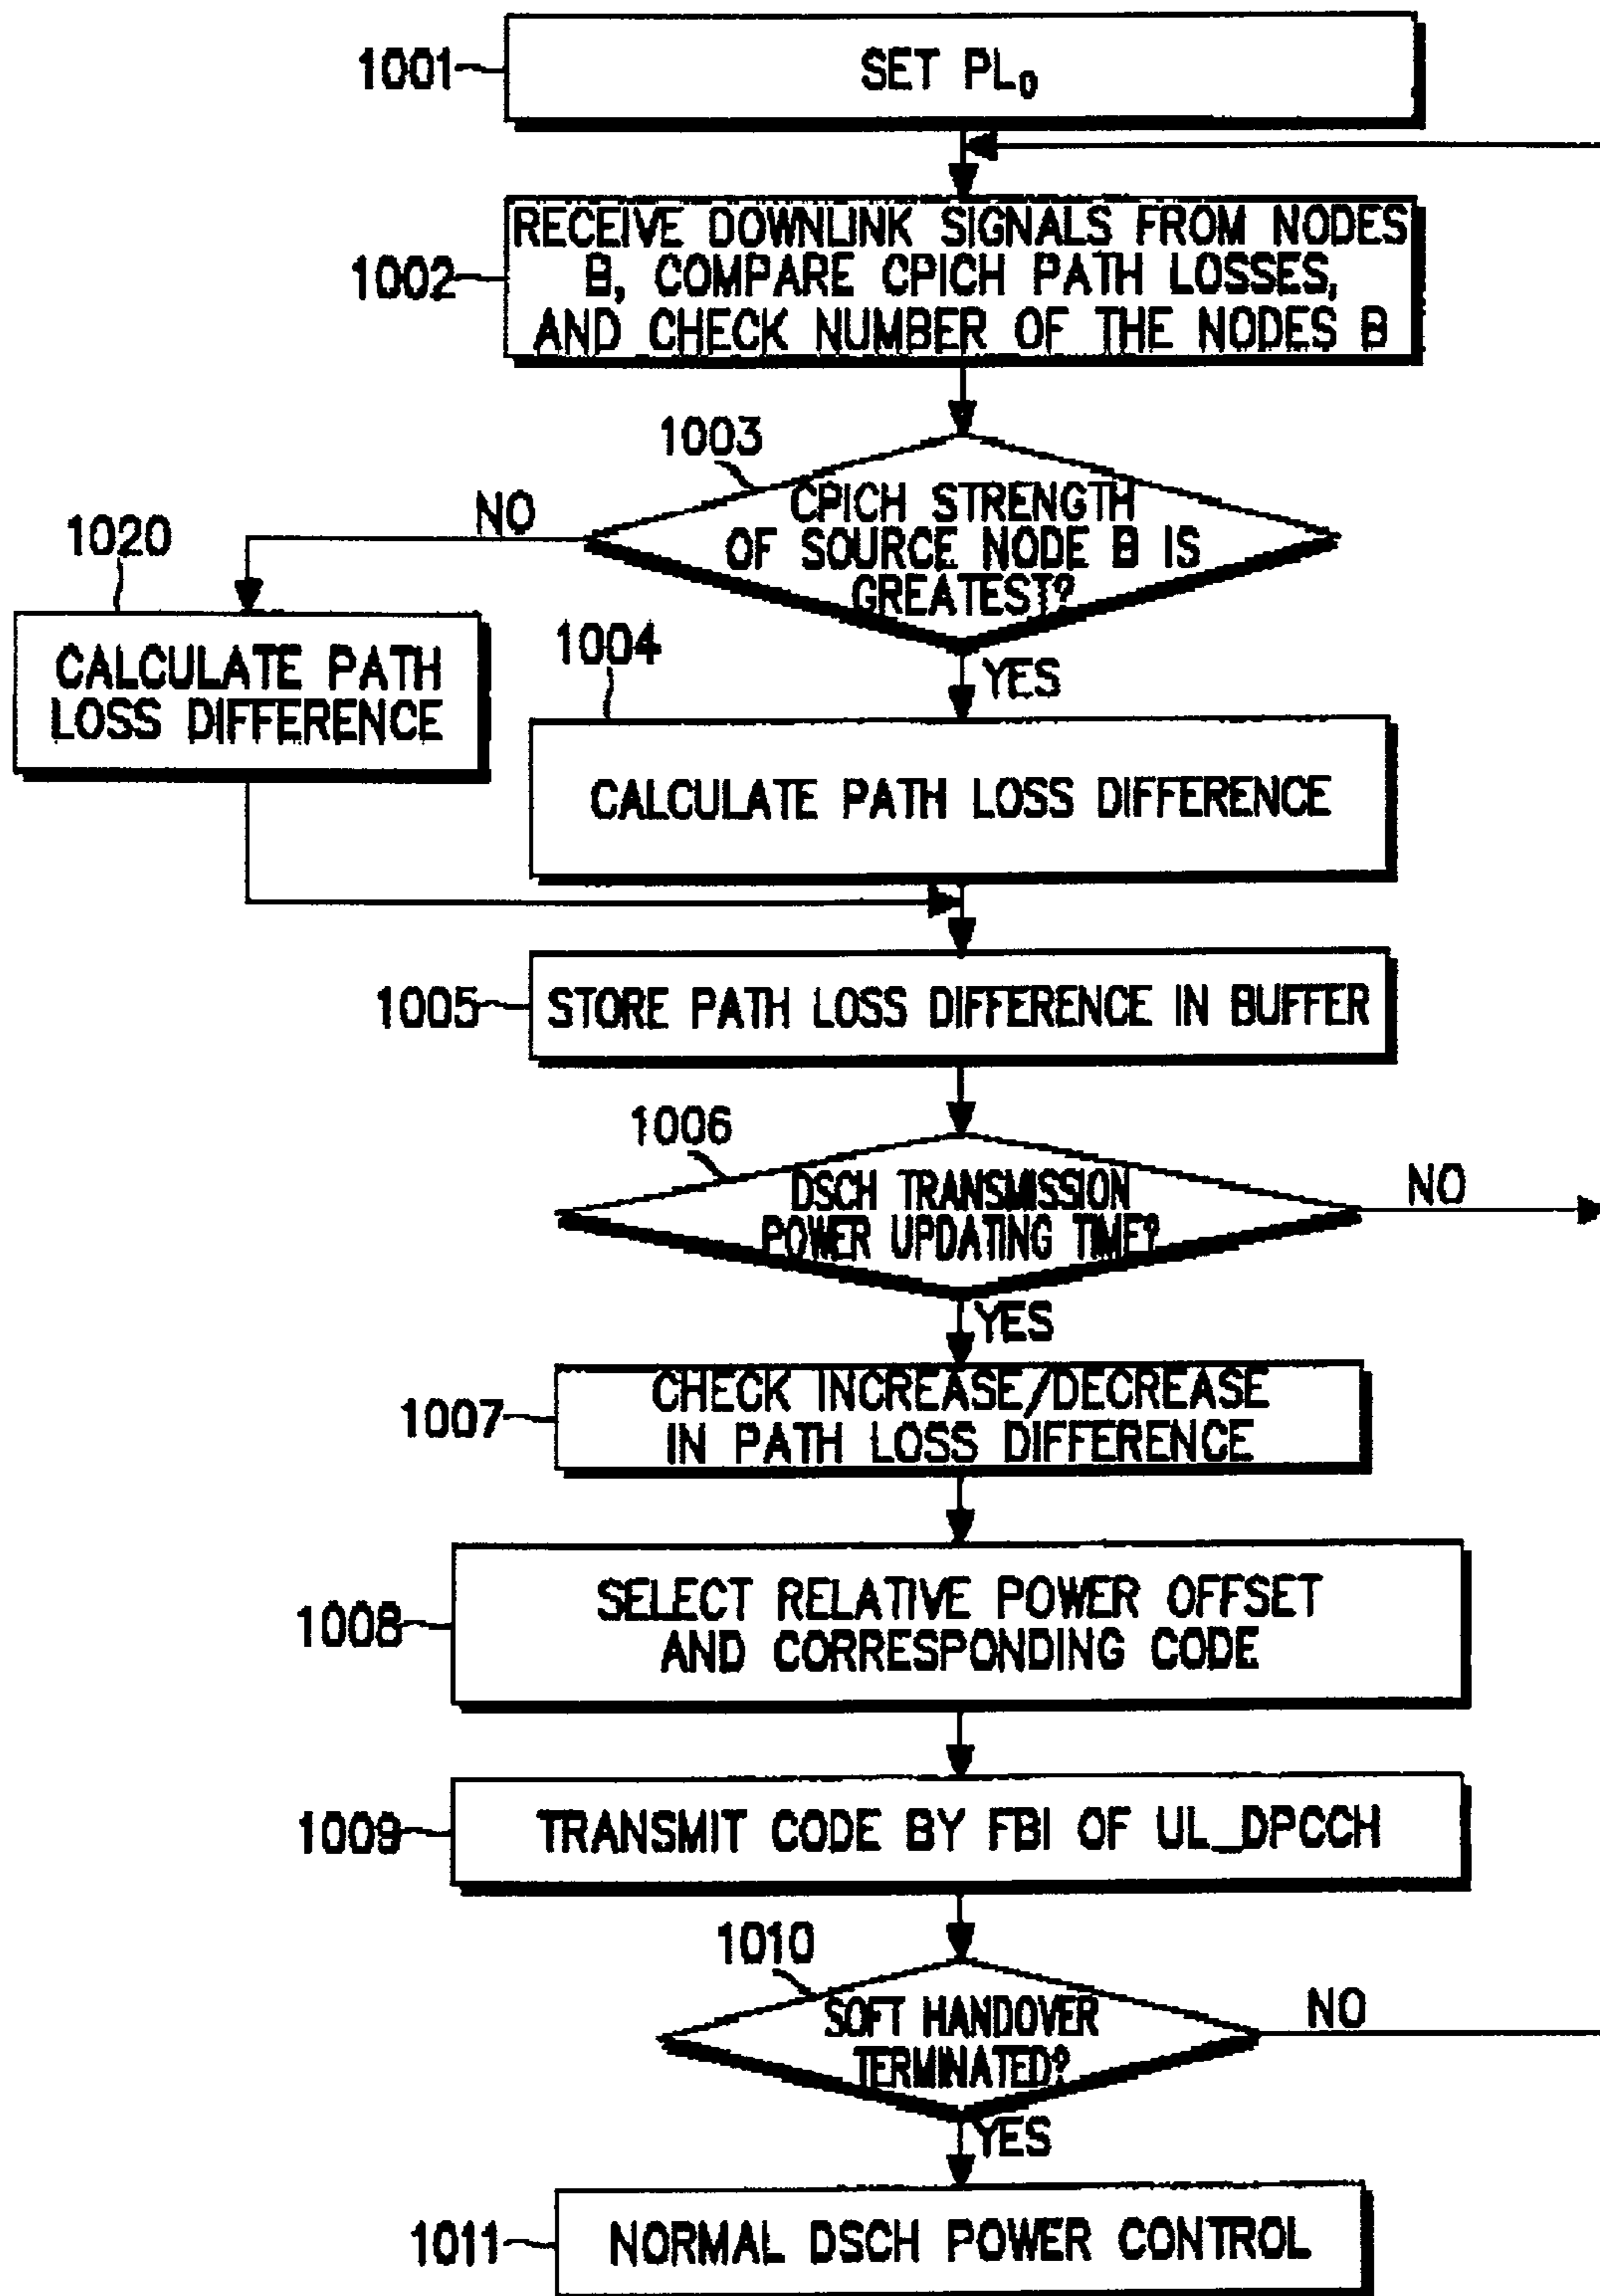 1001
SET PL₀
1002
RECEIVE DOWNLINK SIGNALS FROM NODES
B, COMPARE CPICH PATH LOSSES,
AND CHECK NUMBER OF THE NODES B
1003
CPICH STRENGTH
OF SOURCE NODE B IS
GREATEST?
NO
1020
CALCULATE PATH
LOSS DIFFERENCE
YES
1004
CALCULATE PATH LOSS DIFFERENCE
1005
STORE PATH LOSS DIFFERENCE IN BUFFER
1006
DSCH TRANSMISSION
POWER UPDATING TIME?
NO
YES
1007
CHECK INCREASE/DECREASE
IN PATH LOSS DIFFERENCE
1008
SELECT RELATIVE POWER OFFSET
AND CORRESPONDING CODE
1009
TRANSMIT CODE BY FBI OF UL_DPCCH
1010
SOFT HANDOVER
TERMINATED?
NO
YES
1011
NORMAL DSCH POWER CONTROL